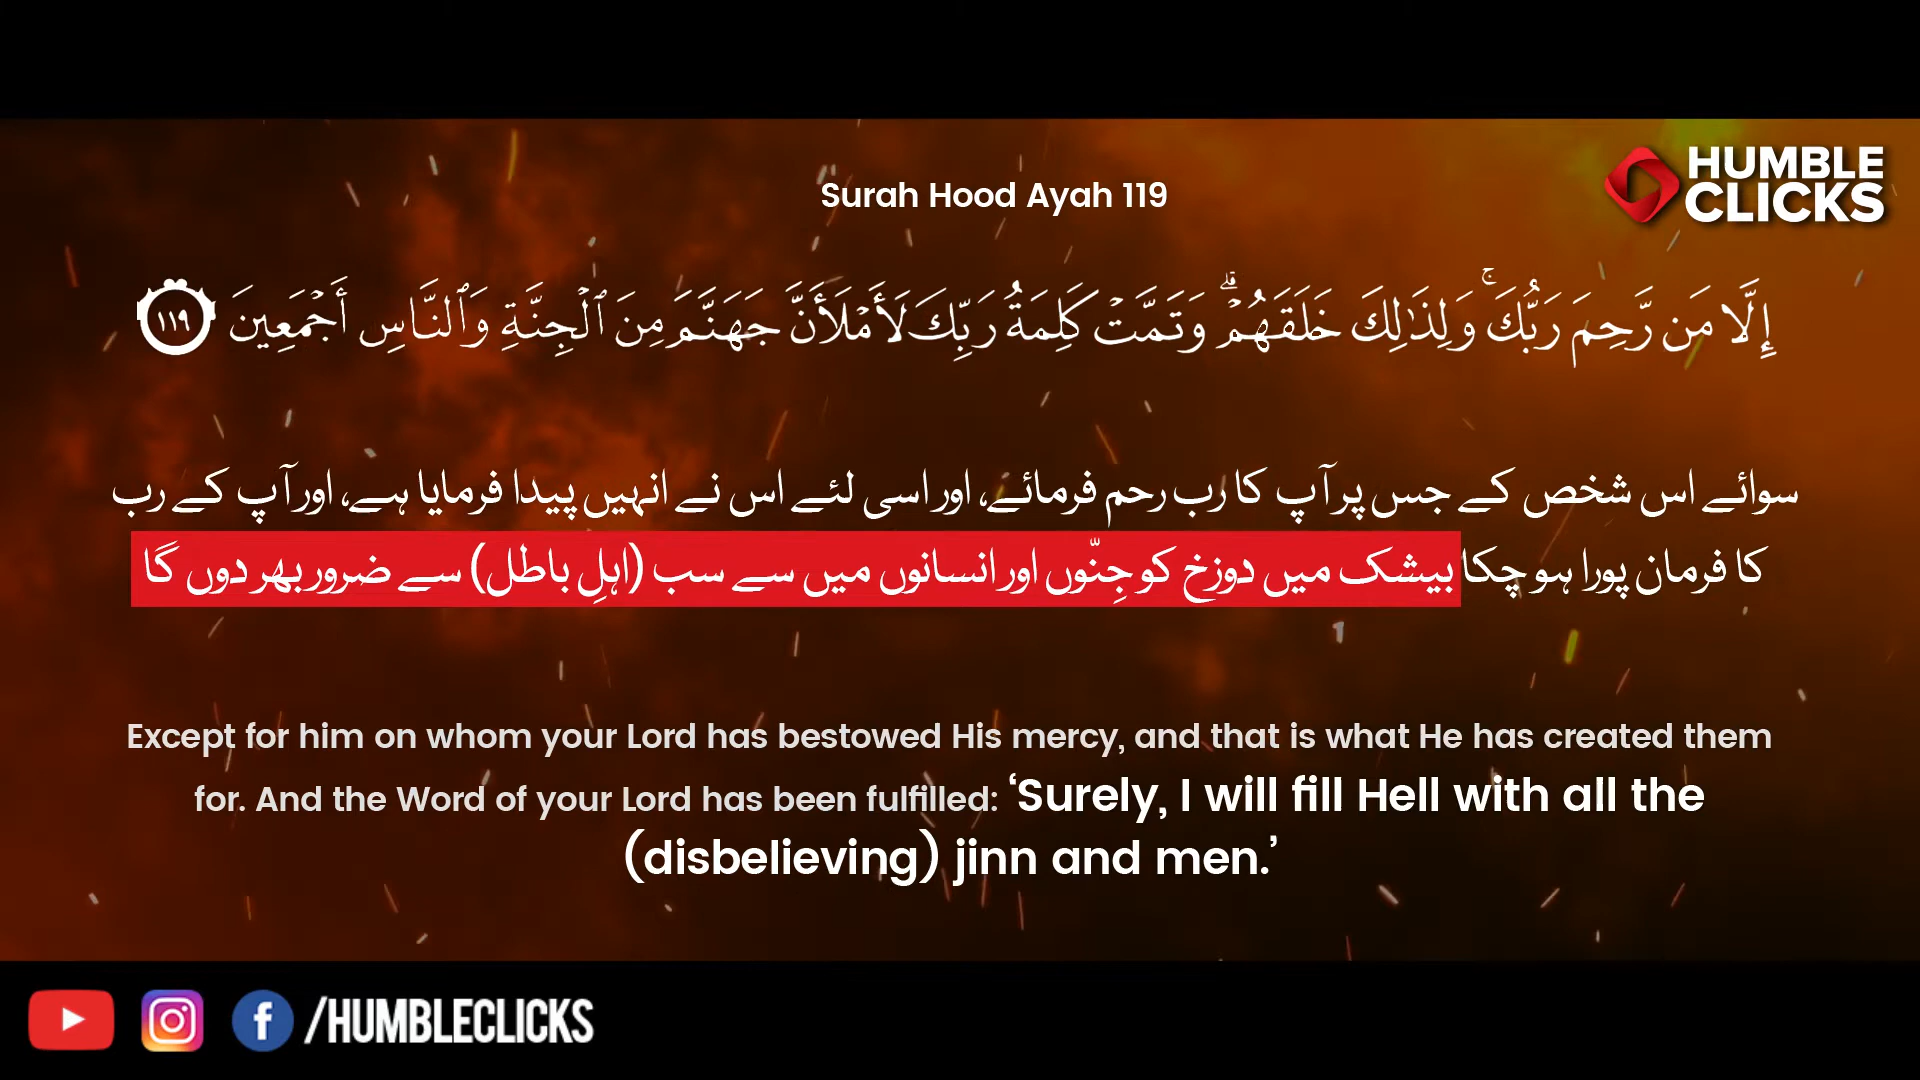 HUMBLE
CLICKS
Surah Hood Ayah 119
إِلَّا مَن رَّحِمَ رَبُّكَ ۚ وَلِذَٰلِكَ خَلَقَهُمْ ۗ وَتَمَّتْ كَلِمَةُ رَبِّكَ لَأَمْلَأَنَّ جَهَنَّمَ مِنَ ٱلْجِنَّةِ وَٱلنَّاسِ أَجْمَعِينَ ١١٩
سوائے اس شخص کے جس پر آپ کا رب رحم فرمائے، اور اسی لئے اس نے انہیں پیدا فرمایا ہے، اور آپ کے رب
کا فرمان پورا ہو چکا بیشک میں دوزخ کو جِنّوں اور انسانوں میں سے سب (اہلِ باطل) سے ضرور بھر دوں گا
Except for him on whom your Lord has bestowed His mercy, and that is what He has created them
for. And the Word of your Lord has been fulfilled: ‘Surely, I will fill Hell with all the
(disbelieving) jinn and men.’
/HUMBLECLICKS